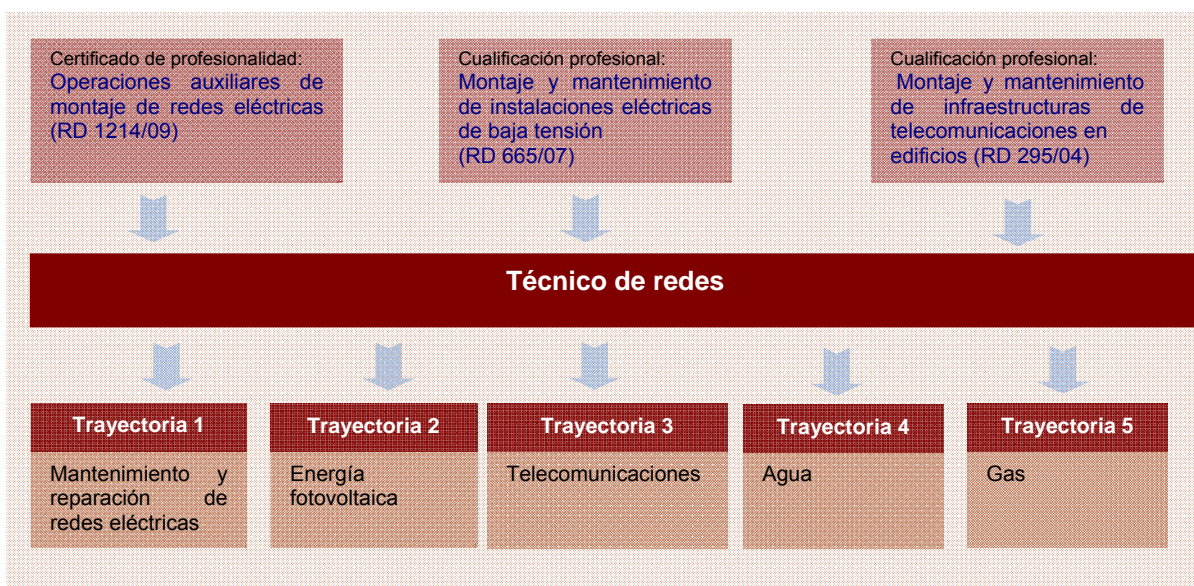 Certificado de profesionalidad:
Operaciones auxiliares de
montaje de redes eléctricas
(RD 1214/09)
Cualificación profesional:
Montaje y mantenimiento
de instalaciones eléctricas
de baja tensión
(RD 665/07)
Cualificación profesional:
Montaje y mantenimiento
de infraestructuras de
telecomunicaciones en
edificios (RD 295/04)
Técnico de redes
Trayectoria 1
Mantenimiento y
reparación de
redes eléctricas
Trayectoria 2
Energía
fotovoltaica
Trayectoria 3
Telecomunicaciones
Trayectoria 4
Agua
Trayectoria 5
Gas